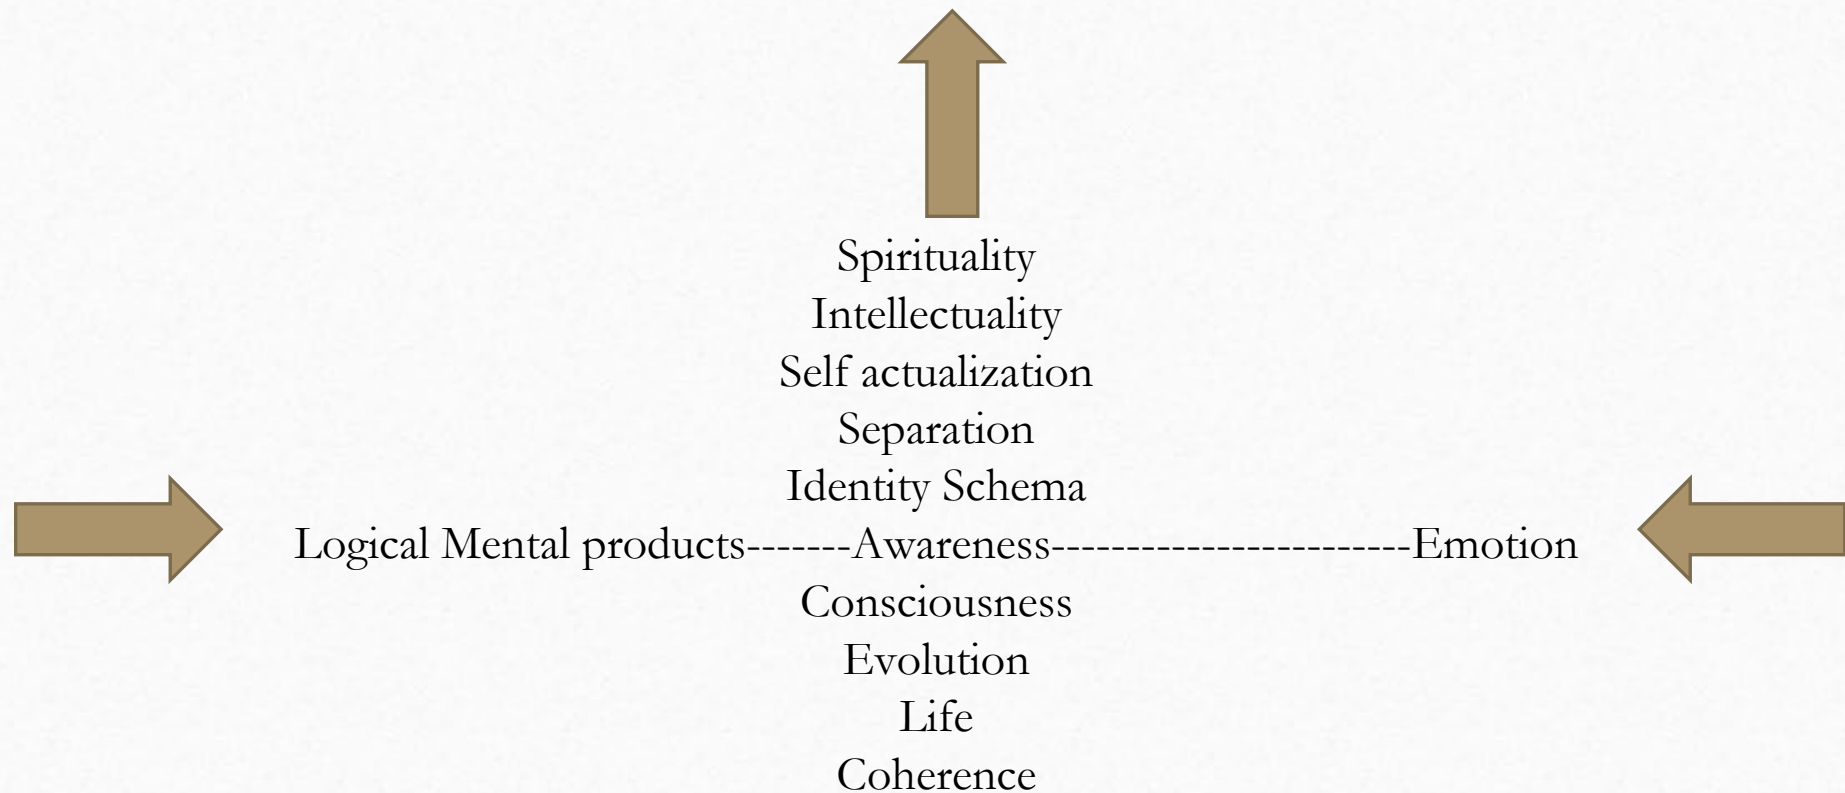 Spirituality
Intellectuality
Self actualization
Separation
Identity Schema
Logical Mental products-------Awareness------------------------Emotion
Consciousness
Evolution
Life
Coherence